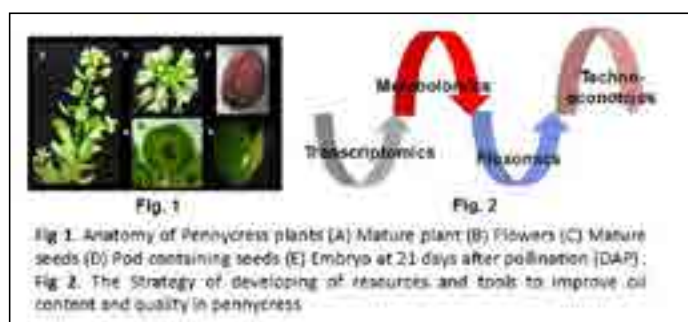 Metabolomics
Techno-
economics
Transcriptomics
Fluxomics
Fig. 1
Fig. 2
Fig 1. Anatomy of Pennycress plants (A) Mature plant (B) Flowers (C) Mature
seeds (D) Pod containing seeds (E) Embryo at 21 days after pollination (DAP);
Fig 2. The Strategy of developing of resources and tools to improve oil
content and quality in pennycress